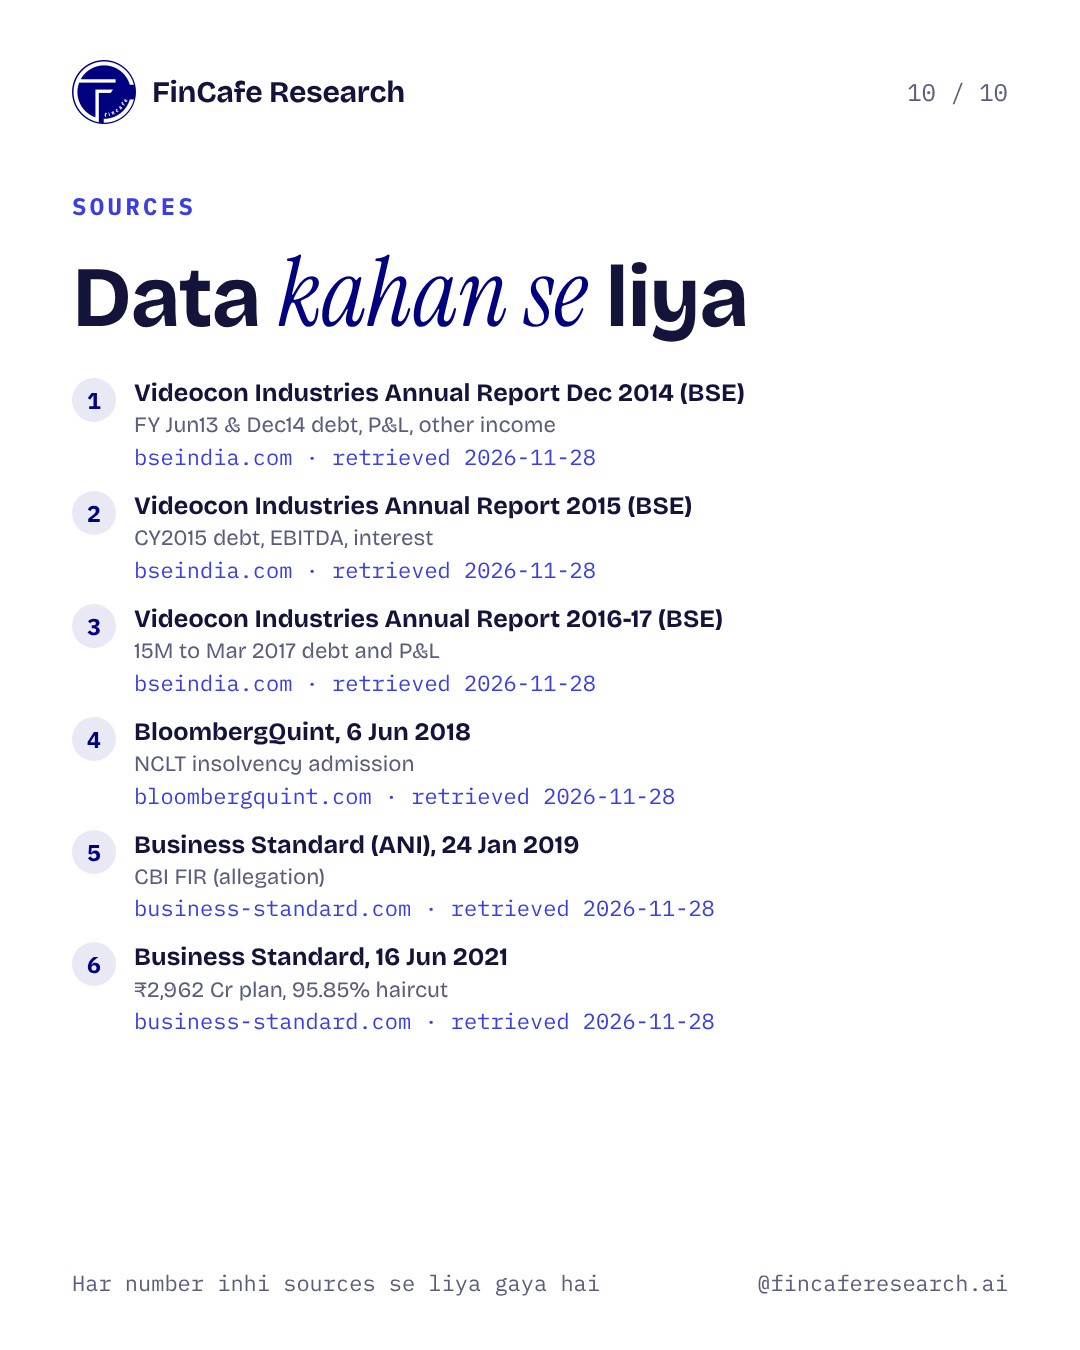 FinCafe Research
10 / 10
SOURCES
Data kahan se liya
1 Videocon Industries Annual Report Dec 2014 (BSE)
FY Jun13 & Dec14 debt, P&L, other income
bseindia.com · retrieved 2026-11-28
2 Videocon Industries Annual Report 2015 (BSE)
CY2015 debt, EBITDA, interest
bseindia.com · retrieved 2026-11-28
3 Videocon Industries Annual Report 2016-17 (BSE)
15M to Mar 2017 debt and P&L
bseindia.com · retrieved 2026-11-28
4 BloombergQuint, 6 Jun 2018
NCLT insolvency admission
bloombergquint.com · retrieved 2026-11-28
5 Business Standard (ANI), 24 Jan 2019
CBI FIR (allegation)
business-standard.com · retrieved 2026-11-28
6 Business Standard, 16 Jun 2021
₹2,962 Cr plan, 95.85% haircut
business-standard.com · retrieved 2026-11-28
Har number inhi sources se liya gaya hai
@fincaferesearch.ai